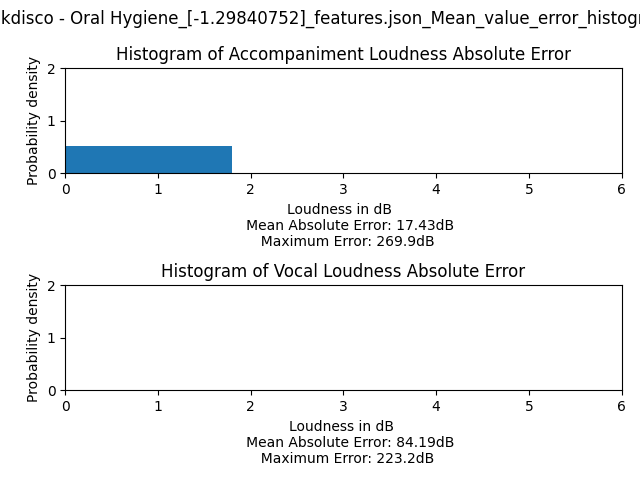 kdisco - Oral Hygiene_[-1.29840752]_features.json_Mean_value_error_histogr
Histogram of Accompaniment Loudness Absolute Error
Probability density
2
1
0
0 1 2 3 4 5 6
Loudness in dB
Mean Absolute Error: 17.43dB
Maximum Error: 269.9dB
Histogram of Vocal Loudness Absolute Error
Probability density
2
1
0
0 1 2 3 4 5 6
Loudness in dB
Mean Absolute Error: 84.19dB
Maximum Error: 223.2dB